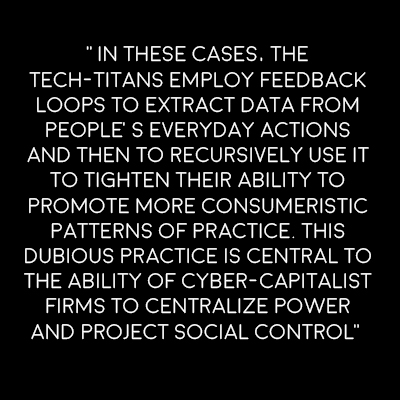 " IN THESE CASES, THE
TECH-TITANS EMPLOY FEEDBACK
LOOPS TO EXTRACT DATA FROM
PEOPLE' S EVERYDAY ACTIONS
AND THEN TO RECURSIVELY USE IT
TO TIGHTEN THEIR ABILITY TO
PROMOTE MORE CONSUMERISTIC
PATTERNS OF PRACTICE. THIS
DUBIOUS PRACTICE IS CENTRAL TO
THE ABILITY OF CYBER-CAPITALIST
FIRMS TO CENTRALIZE POWER
AND PROJECT SOCIAL CONTROL"